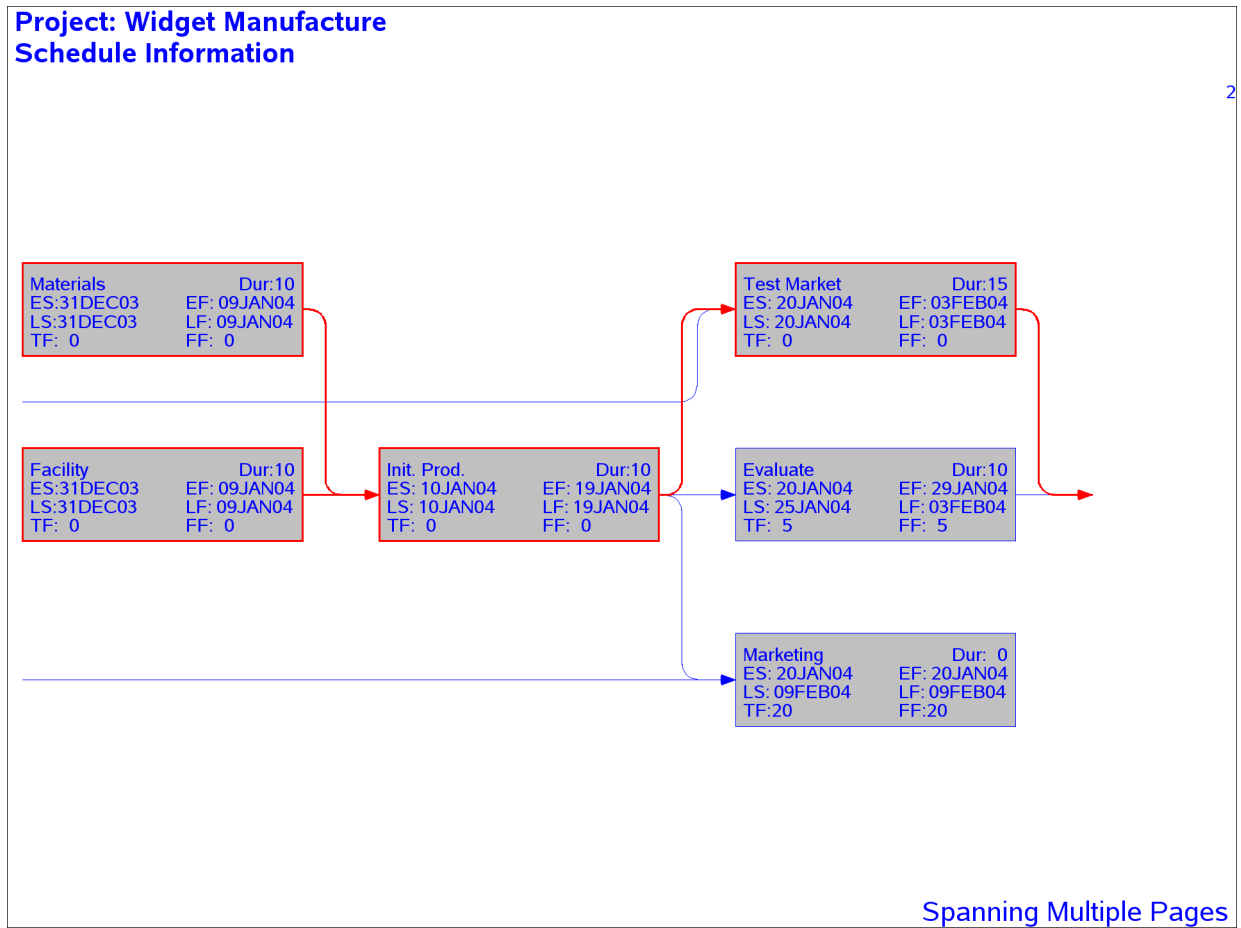 Project: Widget Manufacture
Schedule Information
2
Materials Dur:10
ES:31DEC03 EF: 09JAN04
LS:31DEC03 LF: 09JAN04
TF: 0 FF: 0
Test Market Dur:15
ES: 20JAN04 EF: 03FEB04
LS: 20JAN04 LF: 03FEB04
TF: 0 FF: 0
Facility Dur:10
ES:31DEC03 EF: 09JAN04
LS:31DEC03 LF: 09JAN04
TF: 0 FF: 0
Init. Prod. Dur:10
ES: 10JAN04 EF: 19JAN04
LS: 10JAN04 LF: 19JAN04
TF: 0 FF: 0
Evaluate Dur:10
ES: 20JAN04 EF: 29JAN04
LS: 25JAN04 LF: 03FEB04
TF: 5 FF: 5
Marketing Dur: 0
ES: 20JAN04 EF: 20JAN04
LS: 09FEB04 LF: 09FEB04
TF:20 FF:20
Spanning Multiple Pages